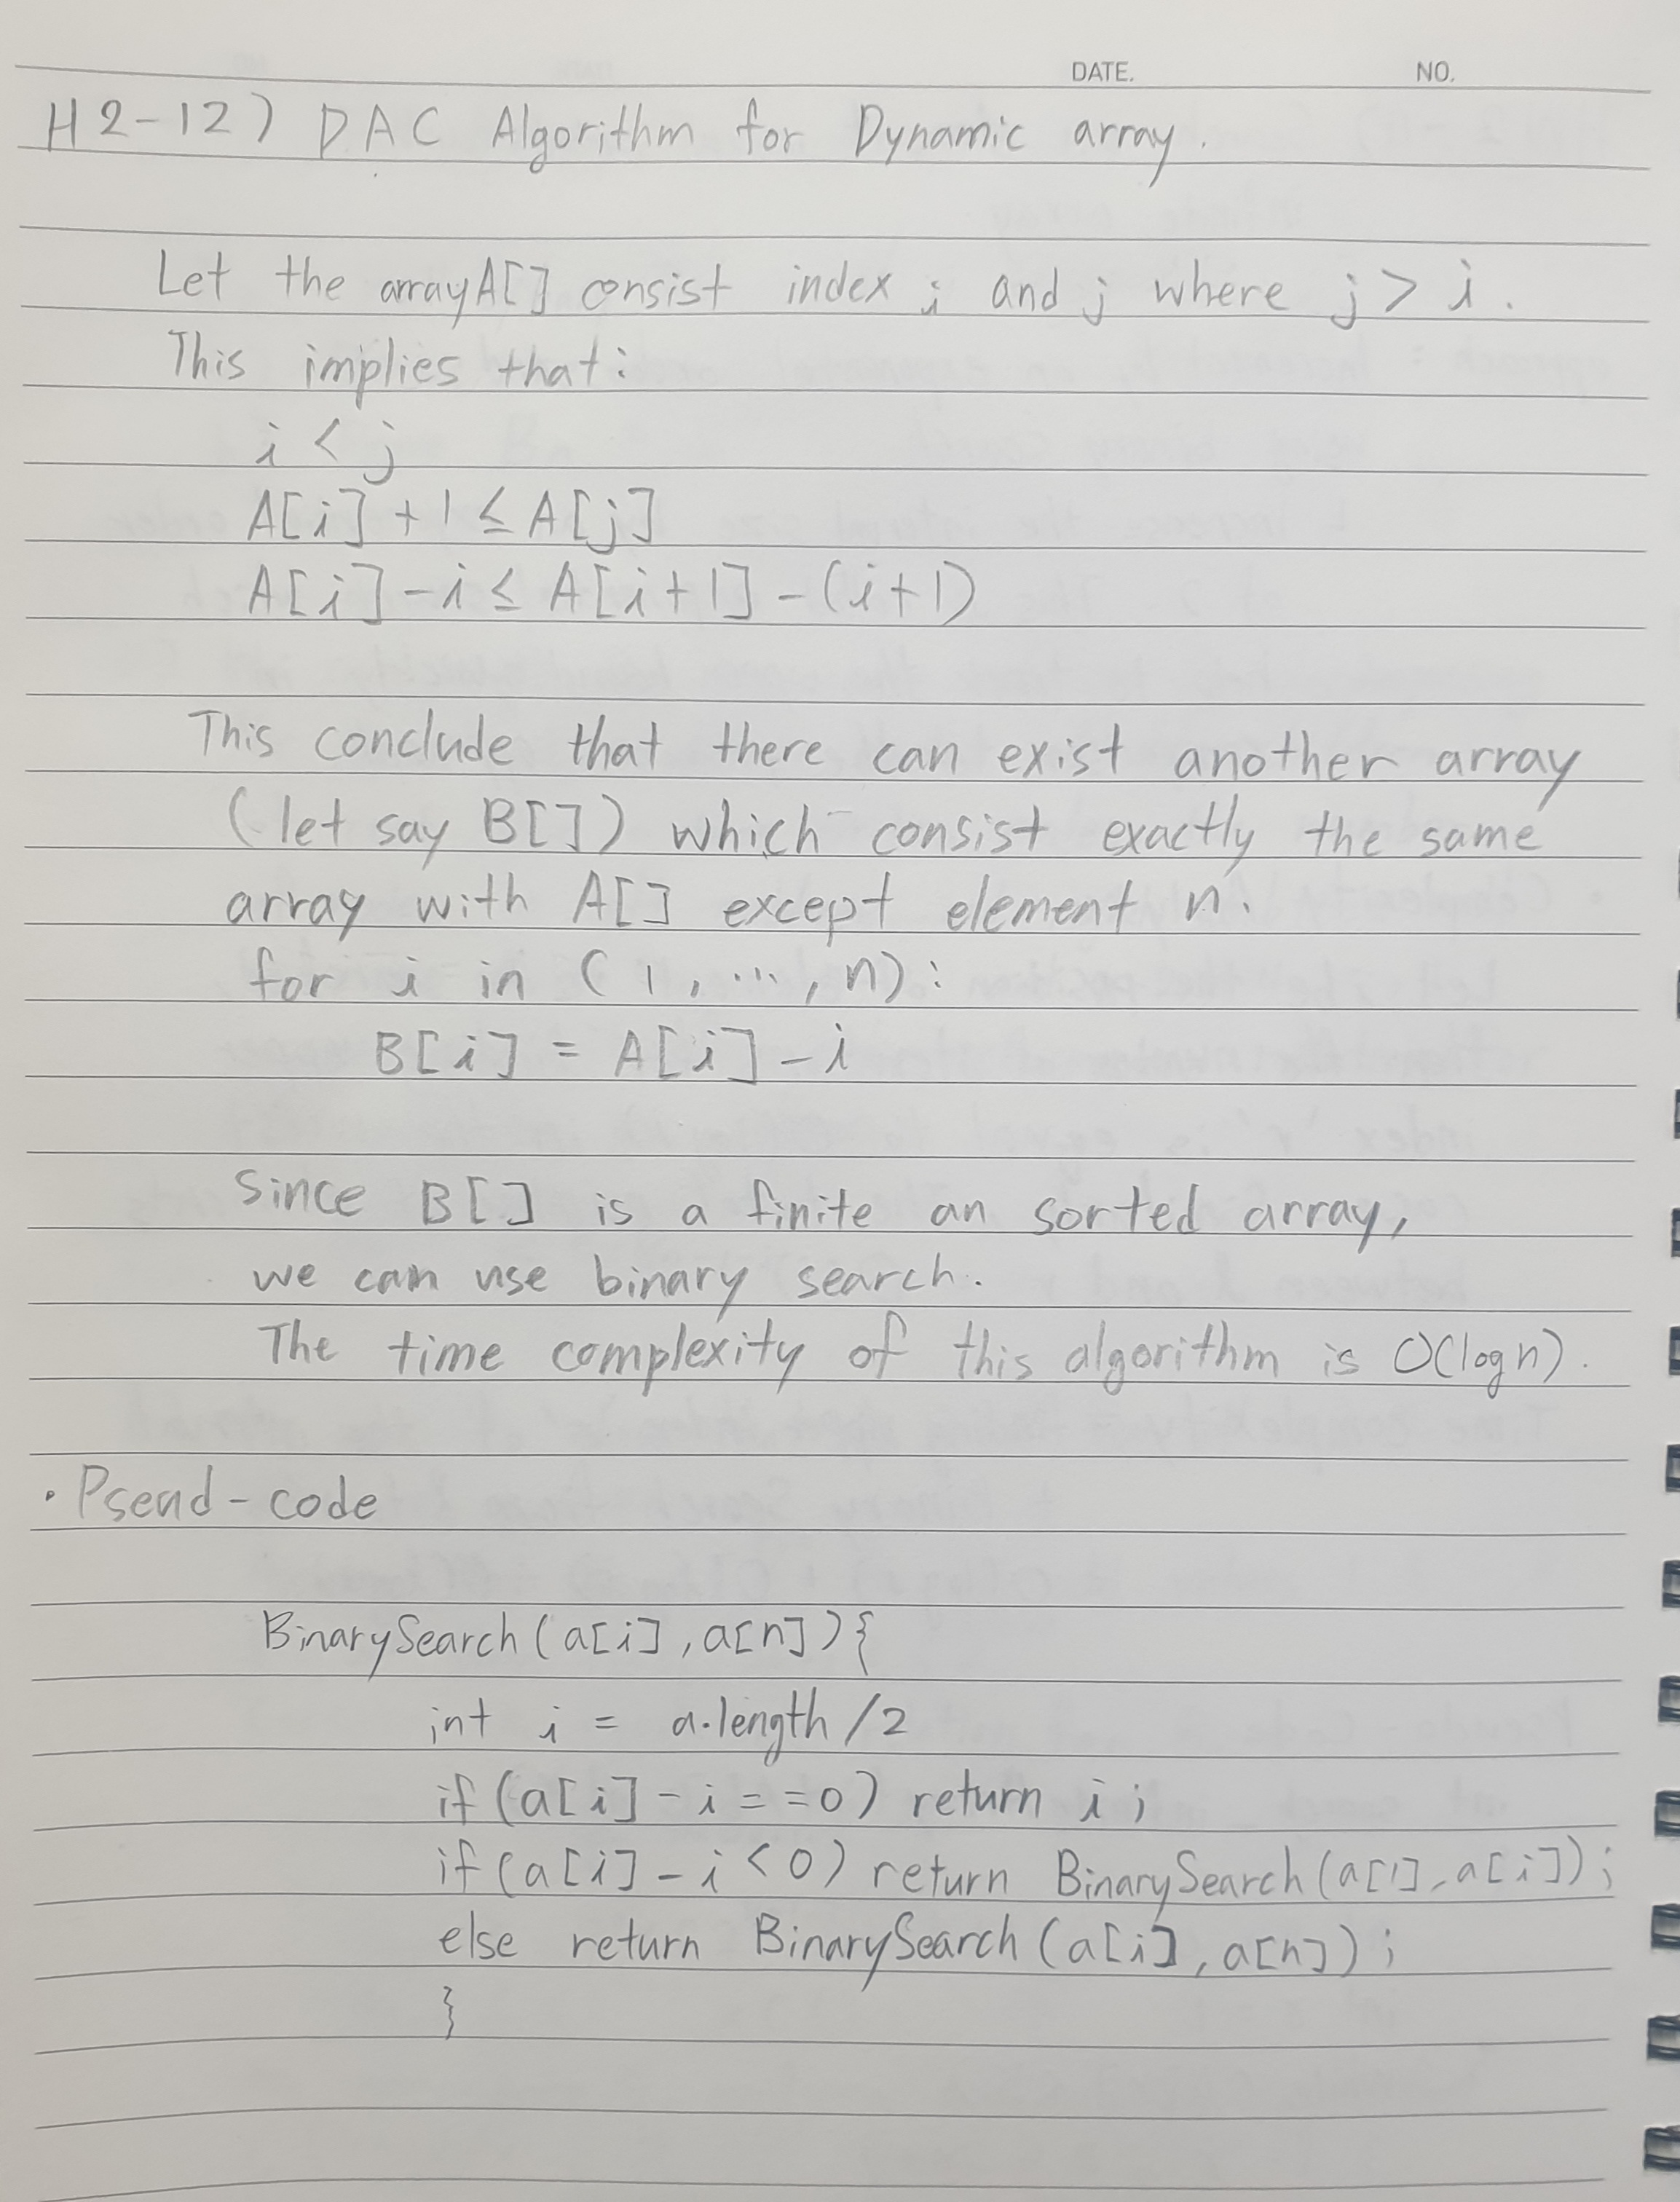 DATE. NO.
H2-12) DAC Algorithm for Dynamic array.
Let the array A[] consist index i and j where j > i.
This implies that:
i < j
A[i] + 1 ≤ A[j]
A[i] - i ≤ A[i+1] - (i+1)
This conclude that there can exist another array
(let say B[]) which consist exactly the same
array with A[] except element n.
for i in (1, ..., n):
B[i] = A[i] - i
Since B[] is a finite an sorted array,
we can use binary search.
The time complexity of this algorithm is O(log n).
· Pseud-code
BinarySearch(a[i], a[n]){
int i = a.length/2
if (a[i] - i == 0) return i;
if (a[i] - i < 0) return BinarySearch(a[1], a[i]);
else return BinarySearch(a[i], a[n]);
}